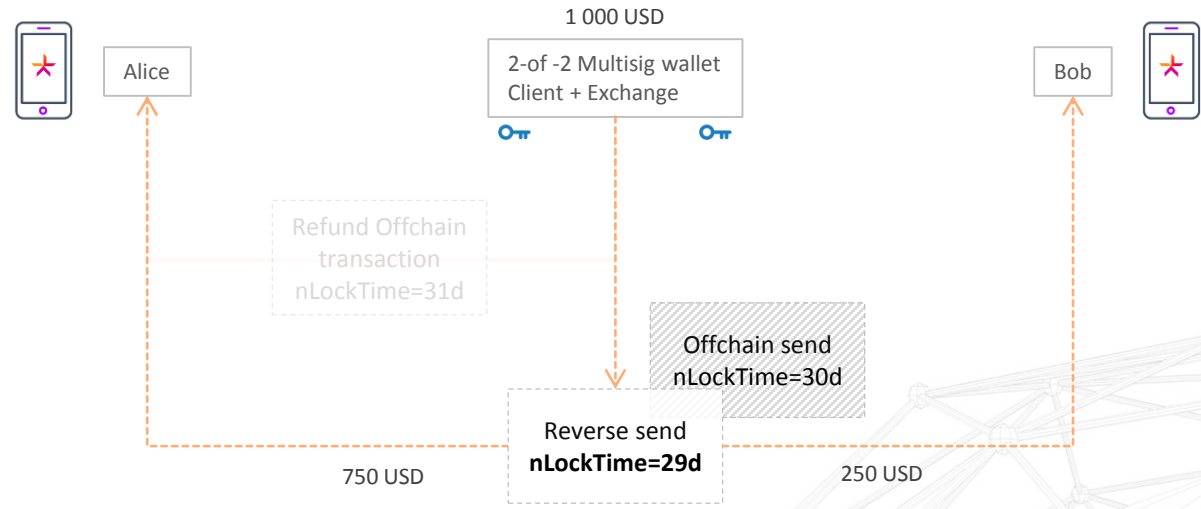 1 000 USD
Alice
2-of -2 Multisig wallet
Client + Exchange
Bob
Refund Offchain
transaction
nLockTime=31d
Offchain send
nLockTime=30d
Reverse send
nLockTime=29d
750 USD
250 USD